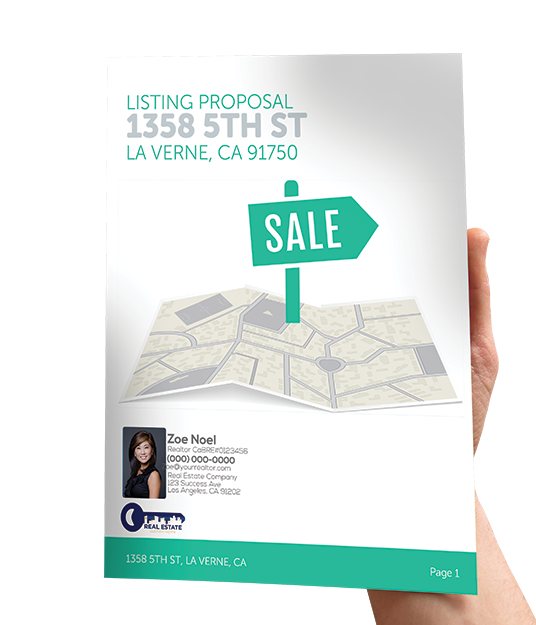 LISTING PROPOSAL
1358 5TH ST
LA VERNE, CA 91750
SALE
Zoe Noel
Realtor CalBRE#0123456
(000) 000-0000
oe@yourrealtor.com
Real Estate Company
123 Success Ave
Los Angeles, CA 91202
REAL ESTATE
1358 5TH ST, LA VERNE, CA
Page 1